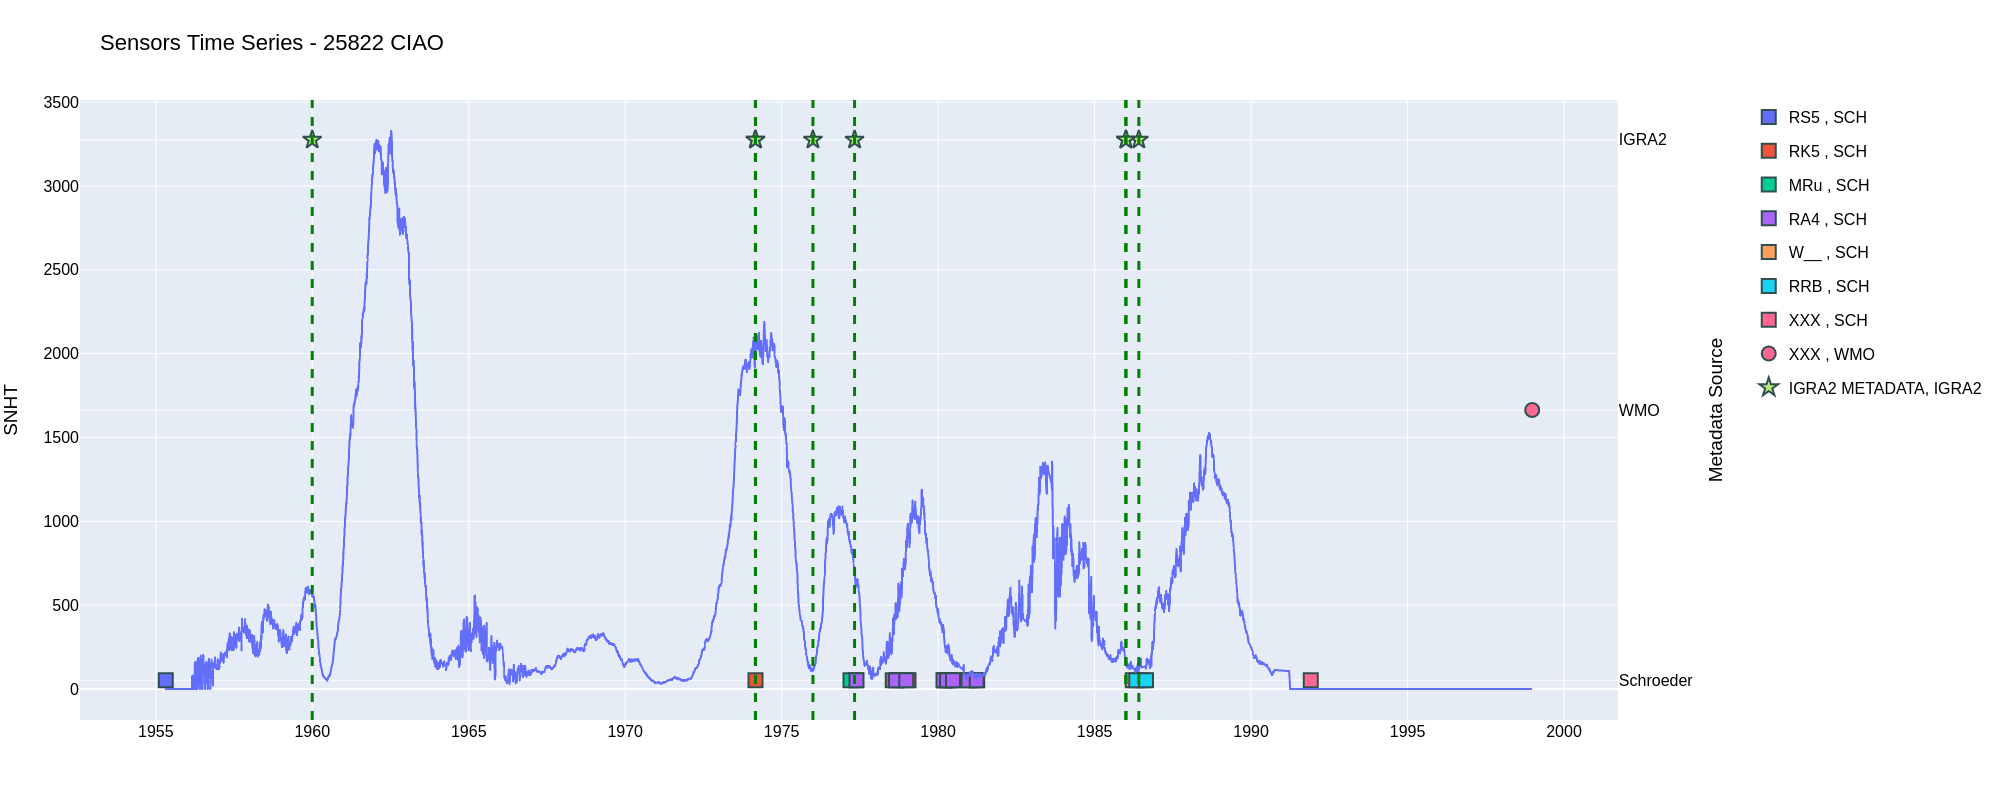 Sensors Time Series - 25822 CIAO
SNHT
3500
3000
2500
2000
1500
1000
500
0
1955
1960
1965
1970
1975
1980
1985
1990
1995
2000
IGRA2
WMO
Schroeder
Metadata Source
RS5 , SCH
RK5 , SCH
MRu , SCH
RA4 , SCH
W__ , SCH
RRB , SCH
XXX , SCH
XXX , WMO
IGRA2 METADATA, IGRA2